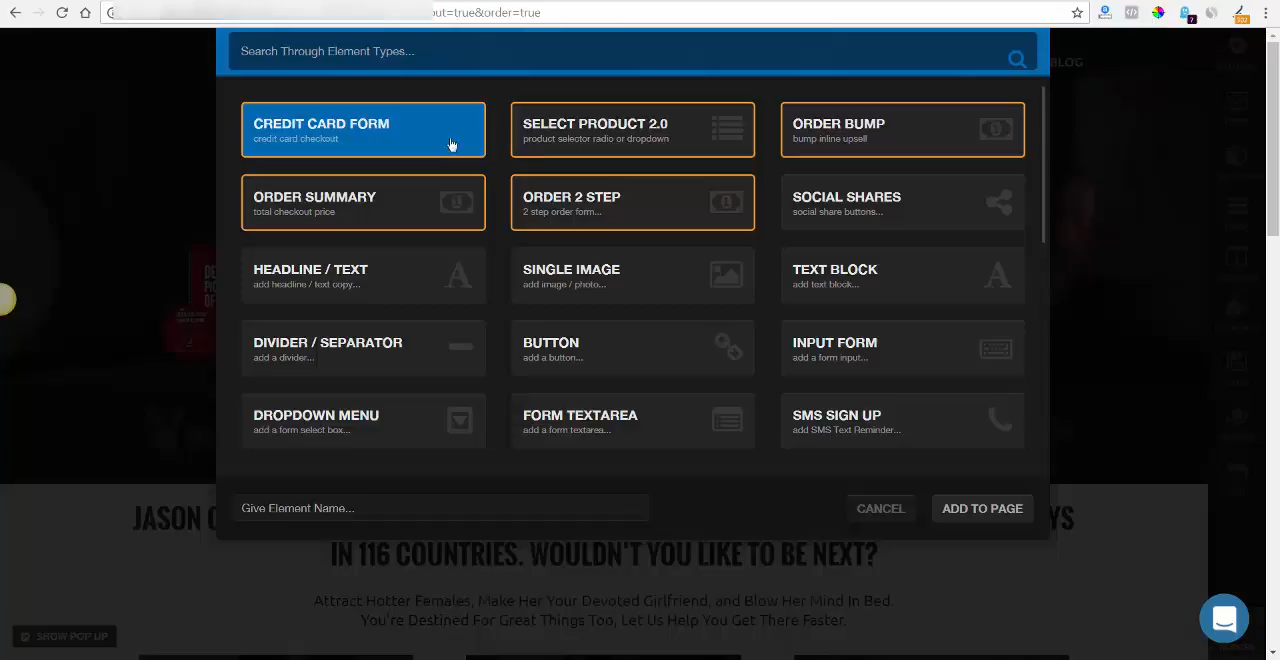 out=true&order=true
7
Search Through Element Types...
BLOG
CREDIT CARD FORM
credit card checkout
SELECT PRODUCT 2.0
product selector radio or dropdown
ORDER BUMP
bump inline upsell
ORDER SUMMARY
total checkout price
ORDER 2 STEP
2 step order form...
SOCIAL SHARES
social share buttons...
HEADLINE / TEXT
add headline / text copy...
SINGLE IMAGE
add image / photo...
TEXT BLOCK
add text block...
DIVIDER / SEPARATOR
add a divider...
BUTTON
add a button...
INPUT FORM
add a form input...
DROPDOWN MENU
add a form select box...
FORM TEXTAREA
add a form textarea...
SMS SIGN UP
add SMS Text Reminder...
Give Element Name...
CANCEL
ADD TO PAGE
JASON
YS
IN 116 COUNTRIES. WOULDN'T YOU LIKE TO BE NEXT?
Attract Hotter Females, Make Her Your Devoted Girlfriend, and Blow Her Mind In Bed.
You're Destined For Great Things Too, Let Us Help You Get There Faster.
SHOW POP UP